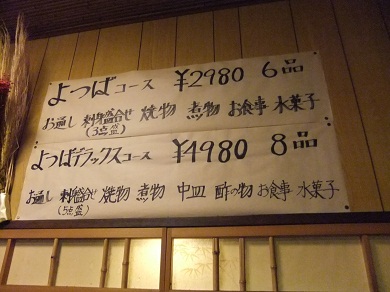 よつばコース ¥2980 6品
お通し 刺身盛合せ 焼物 煮物 お食事 水菓子
(3点盛)
よつばデラックスコース ¥4980 8品
お通し 刺身盛合せ 焼物 煮物 中皿 酢の物 お食事 水菓子
(5点盛)